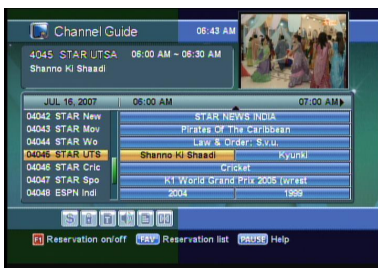 Channel Guide 06:43 AM
4045 STAR UTSA 06:00 AM ~ 06:30 AM
Shanno Ki Shaadi
JUL 16, 2007 06:00 AM 07:00 AM
04042 STAR New STAR NEWS INDIA
04043 STAR Mov Pirates Of The Caribbean
04044 STAR Wo Law & Order: S.v.u.
04045 STAR UTS Shanno Ki Shaadi Kyunki
04046 STAR Cric Cricket
04047 STAR Spo K1 World Grand Prix 2005 (wrest
04048 ESPN Indi 2004 1999
F1 Reservation on/off FAV Reservation list PAUSE Help